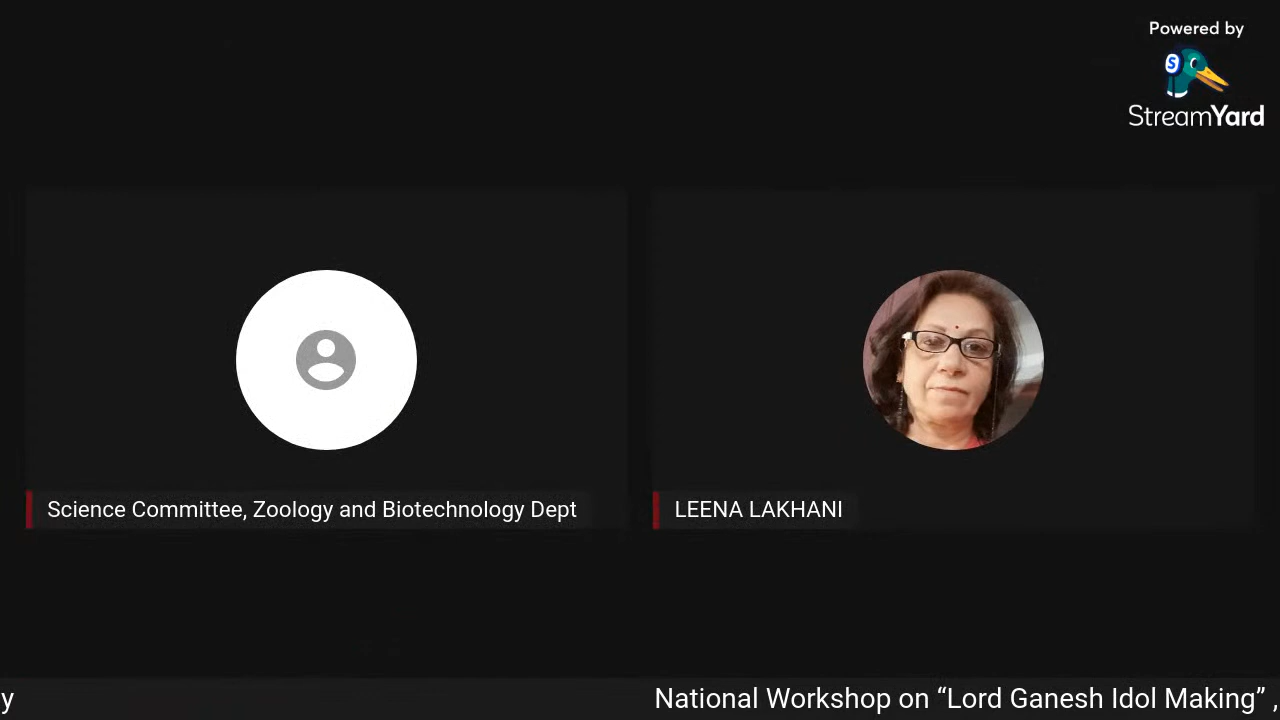 Powered by
S
StreamYard
Science Committee, Zoology and Biotechnology Dept
LEENA LAKHANI
y
National Workshop on “Lord Ganesh Idol Making” ,